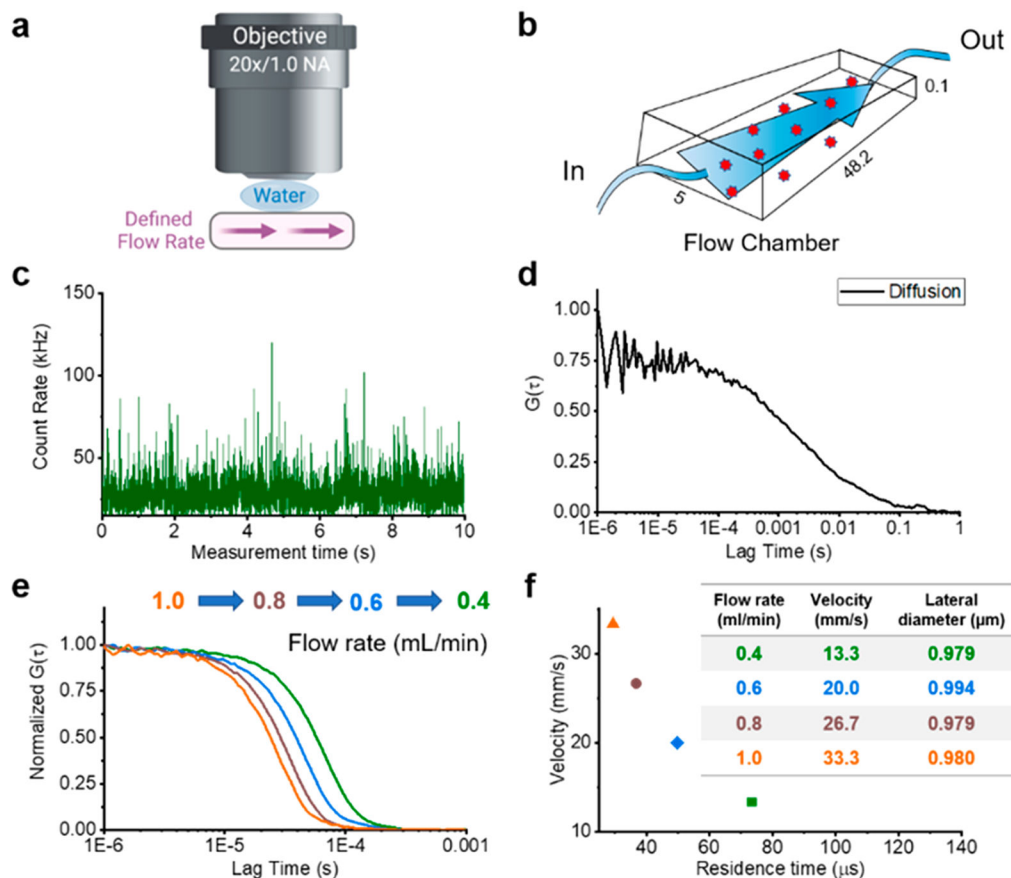 a
Objective
20x/1.0 NA
Water
Defined
Flow Rate
b
Out
0.1
In
5
48.2
Flow Chamber
c
150
100
50
Count Rate (kHz)
0 2 4 6 8 10
Measurement time (s)
d
Diffusion
1.00
0.75
0.50
0.25
0.00
G(τ)
1E-6 1E-5 1E-4 0.001 0.01 0.1 1
Lag Time (s)
e
1.0 0.8 0.6 0.4
Flow rate (mL/min)
1.00
0.75
0.50
0.25
0.00
Normalized G(τ)
1E-6 1E-5 1E-4 0.001
Lag Time (s)
f
Flow rate (ml/min) Velocity (mm/s) Lateral diameter (μm)
0.4 13.3 0.979
0.6 20.0 0.994
0.8 26.7 0.979
1.0 33.3 0.980
30
20
10
Velocity (mm/s)
40 60 80 100 120 140
Residence time (μs)